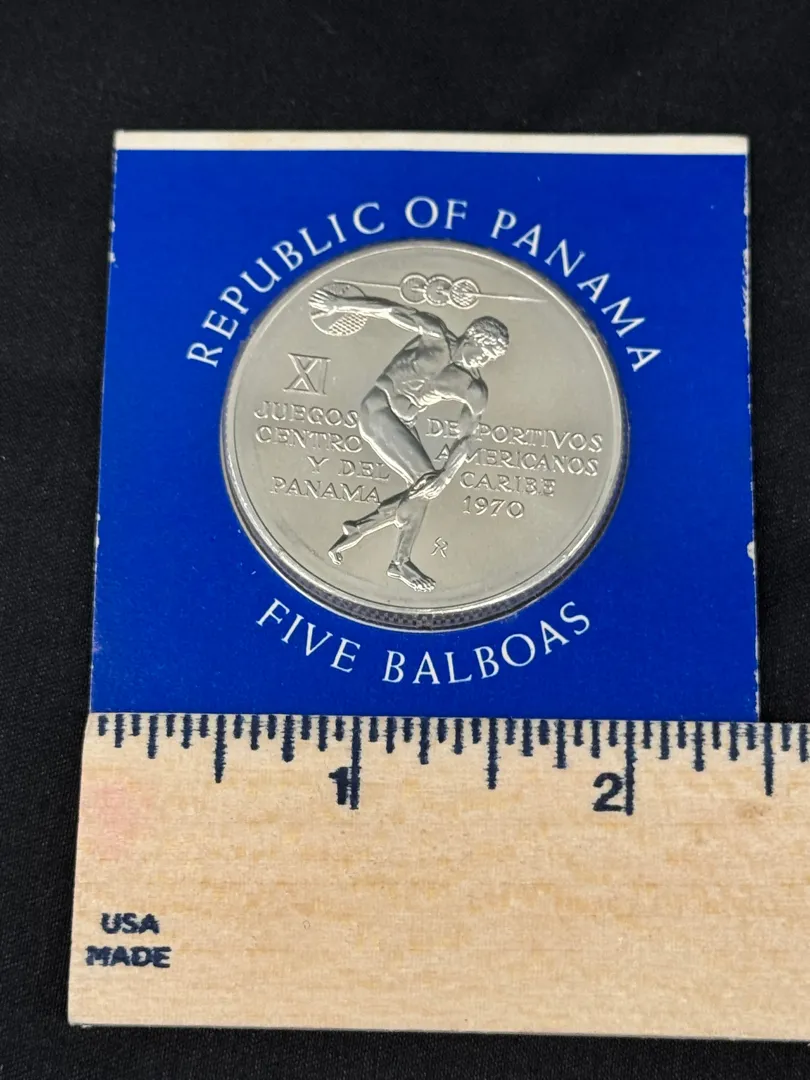 REPUBLIC OF PANAMA
XI
JUEGOS DEPORTIVOS
CENTRO AMERICANOS
Y DEL CARIBE
PANAMA 1970
FIVE BALBOAS
1 2
USA
MADE